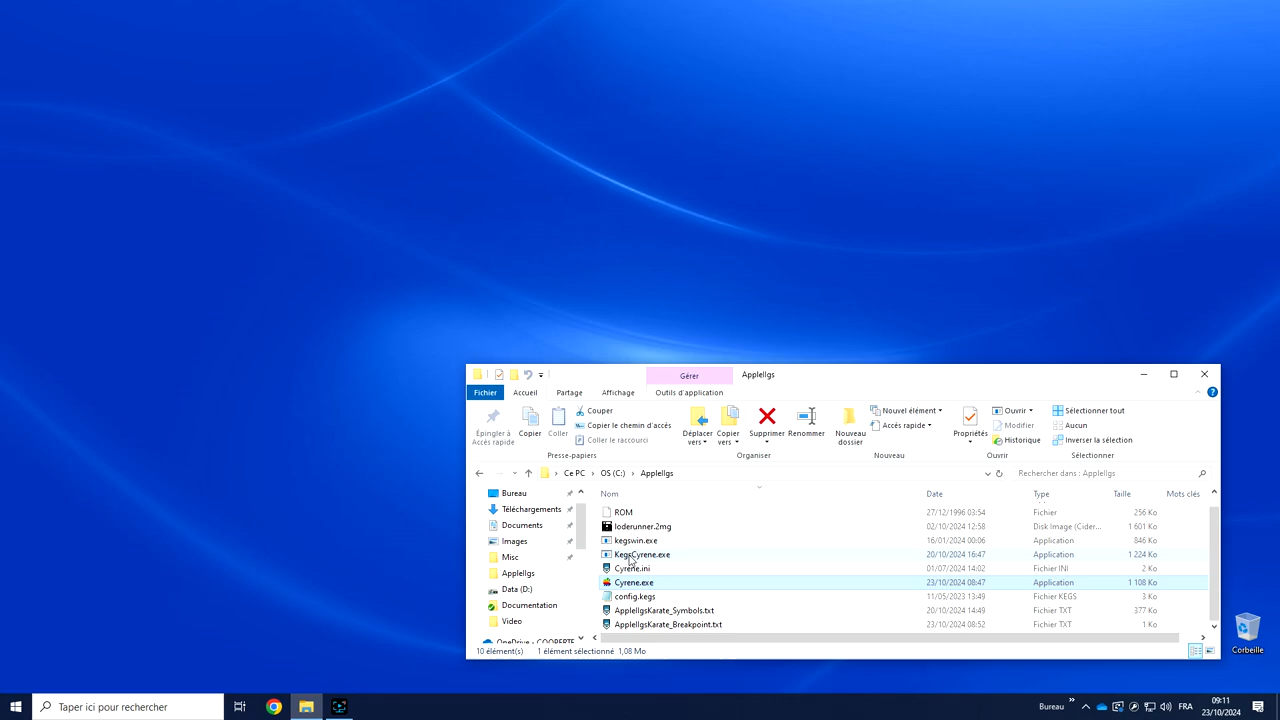 Gérer
AppleIIgs
Fichier
Accueil
Partage
Affichage
Outils d'application
Épingler à Accès rapide
Copier
Coller
Couper
Copier le chemin d'accès
Coller le raccourci
Presse-papiers
Déplacer vers
Copier vers
Supprimer
Renommer
Organiser
Nouveau dossier
Nouvel élément
Accès rapide
Nouveau
Propriétés
Ouvrir
Modifier
Historique
Ouvrir
Sélectionner tout
Aucun
Inverser la sélection
Sélectionner
Ce PC > OS (C:) > AppleIIgs
Rechercher dans : AppleIIgs
Bureau
Téléchargements
Documents
Images
Misc
AppleIIgs
Data (D:)
Documentation
Video
OneDrive - COOPERTE
Nom Date Type Taille Mots clés
ROM 27/12/1996 03:54 Fichier 256 Ko
loderunner.2mg 02/10/2024 12:58 Disk Image (Cider... 1 601 Ko
kegswin.exe 16/01/2024 00:06 Application 846 Ko
KegsCyrene.exe 20/10/2024 16:47 Application 1 224 Ko
Cyrene.ini 01/07/2024 14:02 Fichier INI 2 Ko
Cyrene.exe 23/10/2024 08:47 Application 1 108 Ko
config.kegs 11/05/2023 13:49 Fichier KEGS 3 Ko
AppleIIgsKarate_Symbols.txt 20/10/2024 14:49 Fichier TXT 377 Ko
AppleIIgsKarate_Breakpoint.txt 23/10/2024 08:52 Fichier TXT 1 Ko
10 élément(s) 1 élément sélectionné 1,08 Mo
Corbeille
Taper ici pour rechercher
Bureau
FRA
09:11
23/10/2024